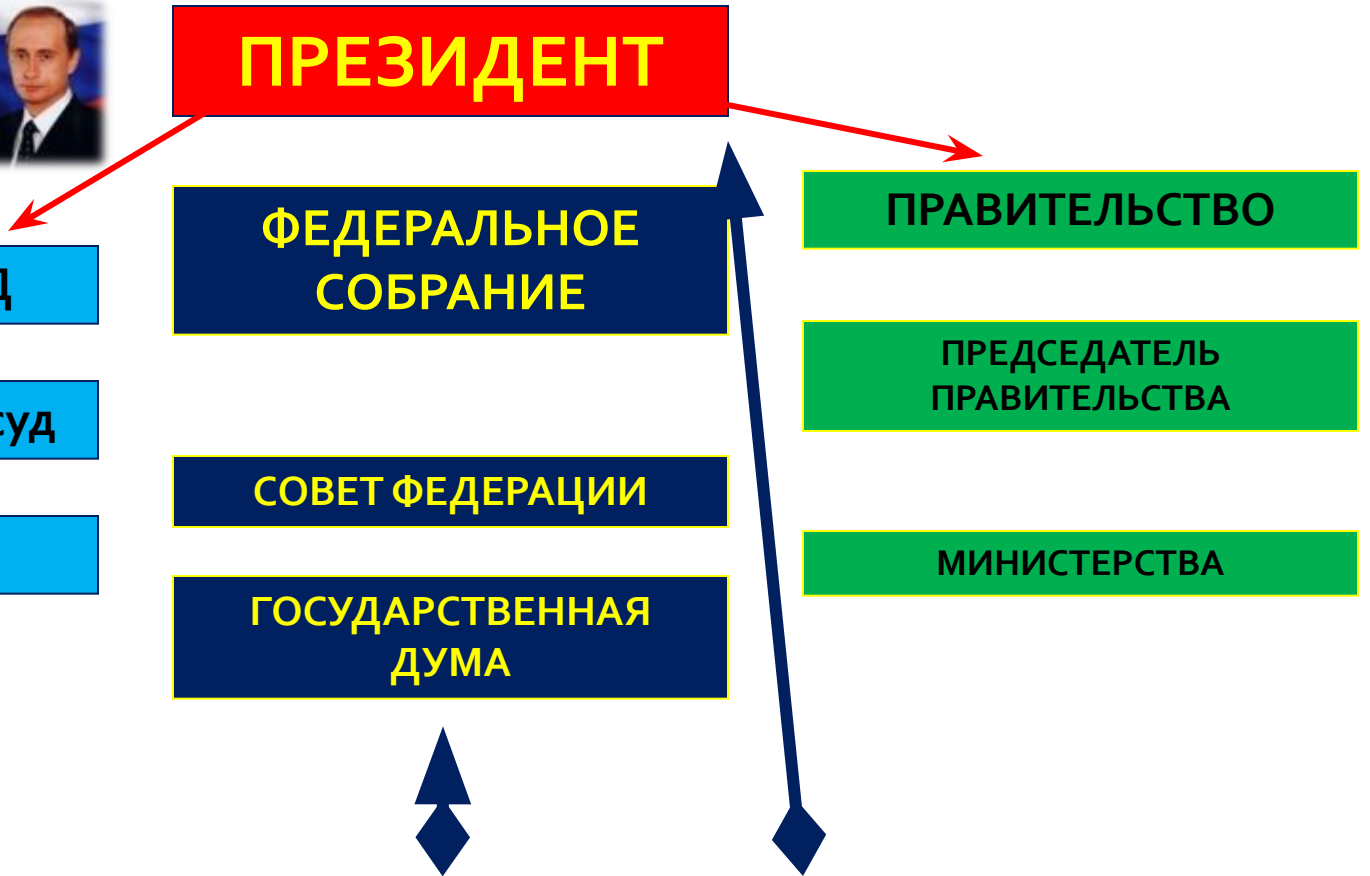 ПРЕЗИДЕНТ
ФЕДЕРАЛЬНОЕ
СОБРАНИЕ
СОВЕТ ФЕДЕРАЦИИ
ГОСУДАРСТВЕННАЯ
ДУМА
ПРАВИТЕЛЬСТВО
ПРЕДСЕДАТЕЛЬ
ПРАВИТЕЛЬСТВА
МИНИСТЕРСТВА